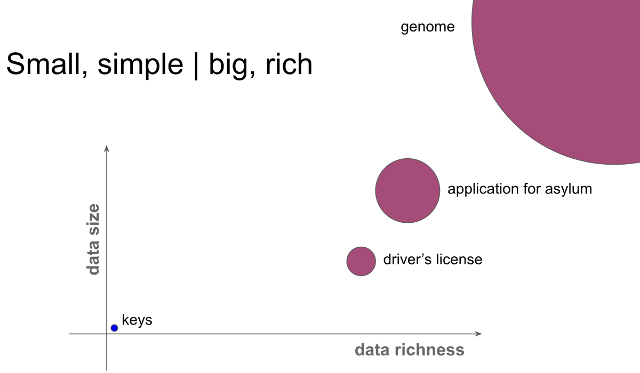 genome
Small, simple | big, rich
application for asylum
data size
driver’s license
keys
data richness